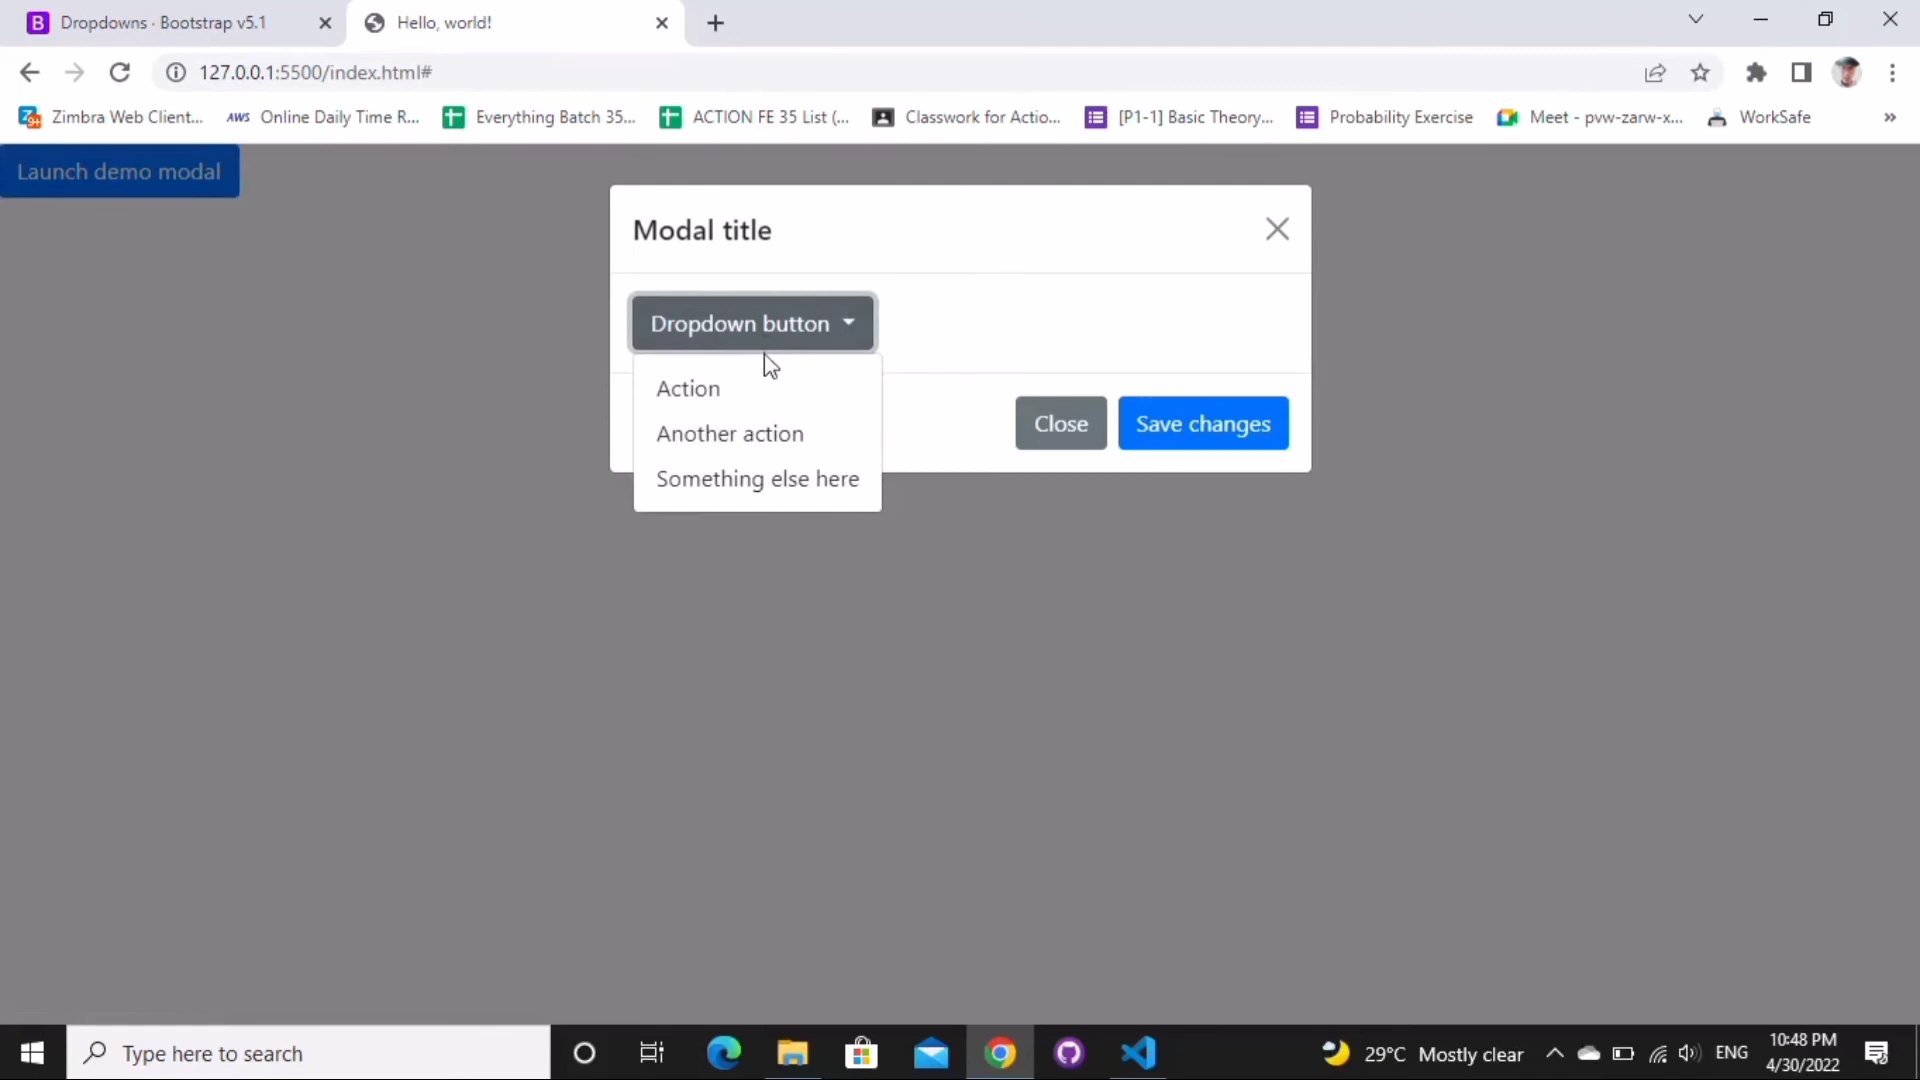 B Dropdowns · Bootstrap v5.1
Hello, world!
127.0.0.1:5500/index.html#
Zimbra Web Client...
AWS Online Daily Time R...
Everything Batch 35...
ACTION FE 35 List (...
Classwork for Actio...
[P1-1] Basic Theory...
Probability Exercise
Meet - pvw-zarw-x...
WorkSafe
»
Launch demo modal
Modal title
Dropdown button
Action
Another action
Something else here
Close
Save changes
Type here to search
29°C Mostly clear
ENG
10:48 PM
4/30/2022